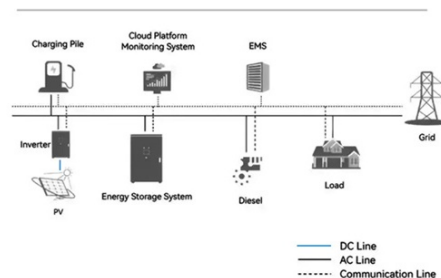 Charging Pile
Cloud Platform
Monitoring System
EMS
Inverter
Grid
PV
Energy Storage System
Diesel
Load
DC Line
AC Line
Communication Line